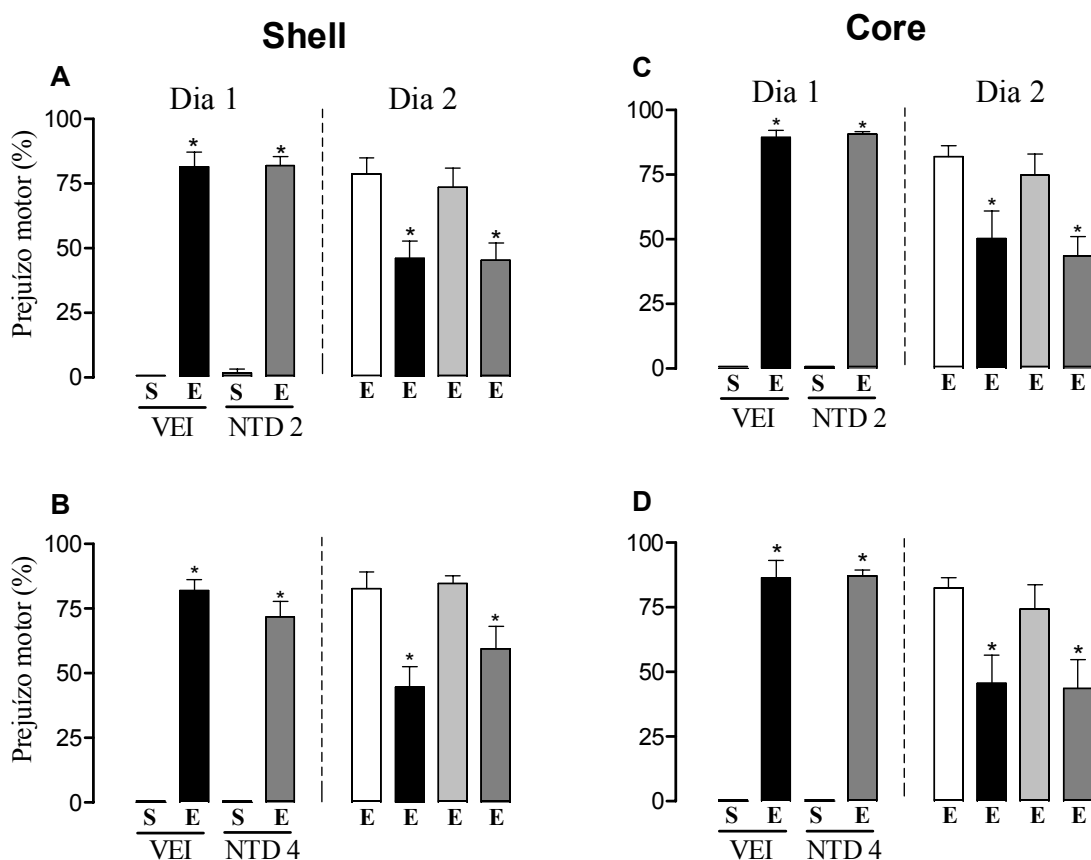 Shell
A
Dia 1
Dia 2
Prejuízo motor (%)
100
75
50
25
0
* * * *
S E S E E E E E
VEI NTD 2
B
Prejuízo motor (%)
100
75
50
25
0
* * * *
S E S E E E E E
VEI NTD 4
Core
C
Dia 1
Dia 2
100
75
50
25
0
* * * *
S E S E E E E E
VEI NTD 2
D
100
75
50
25
0
* * * *
S E S E E E E E
VEI NTD 4